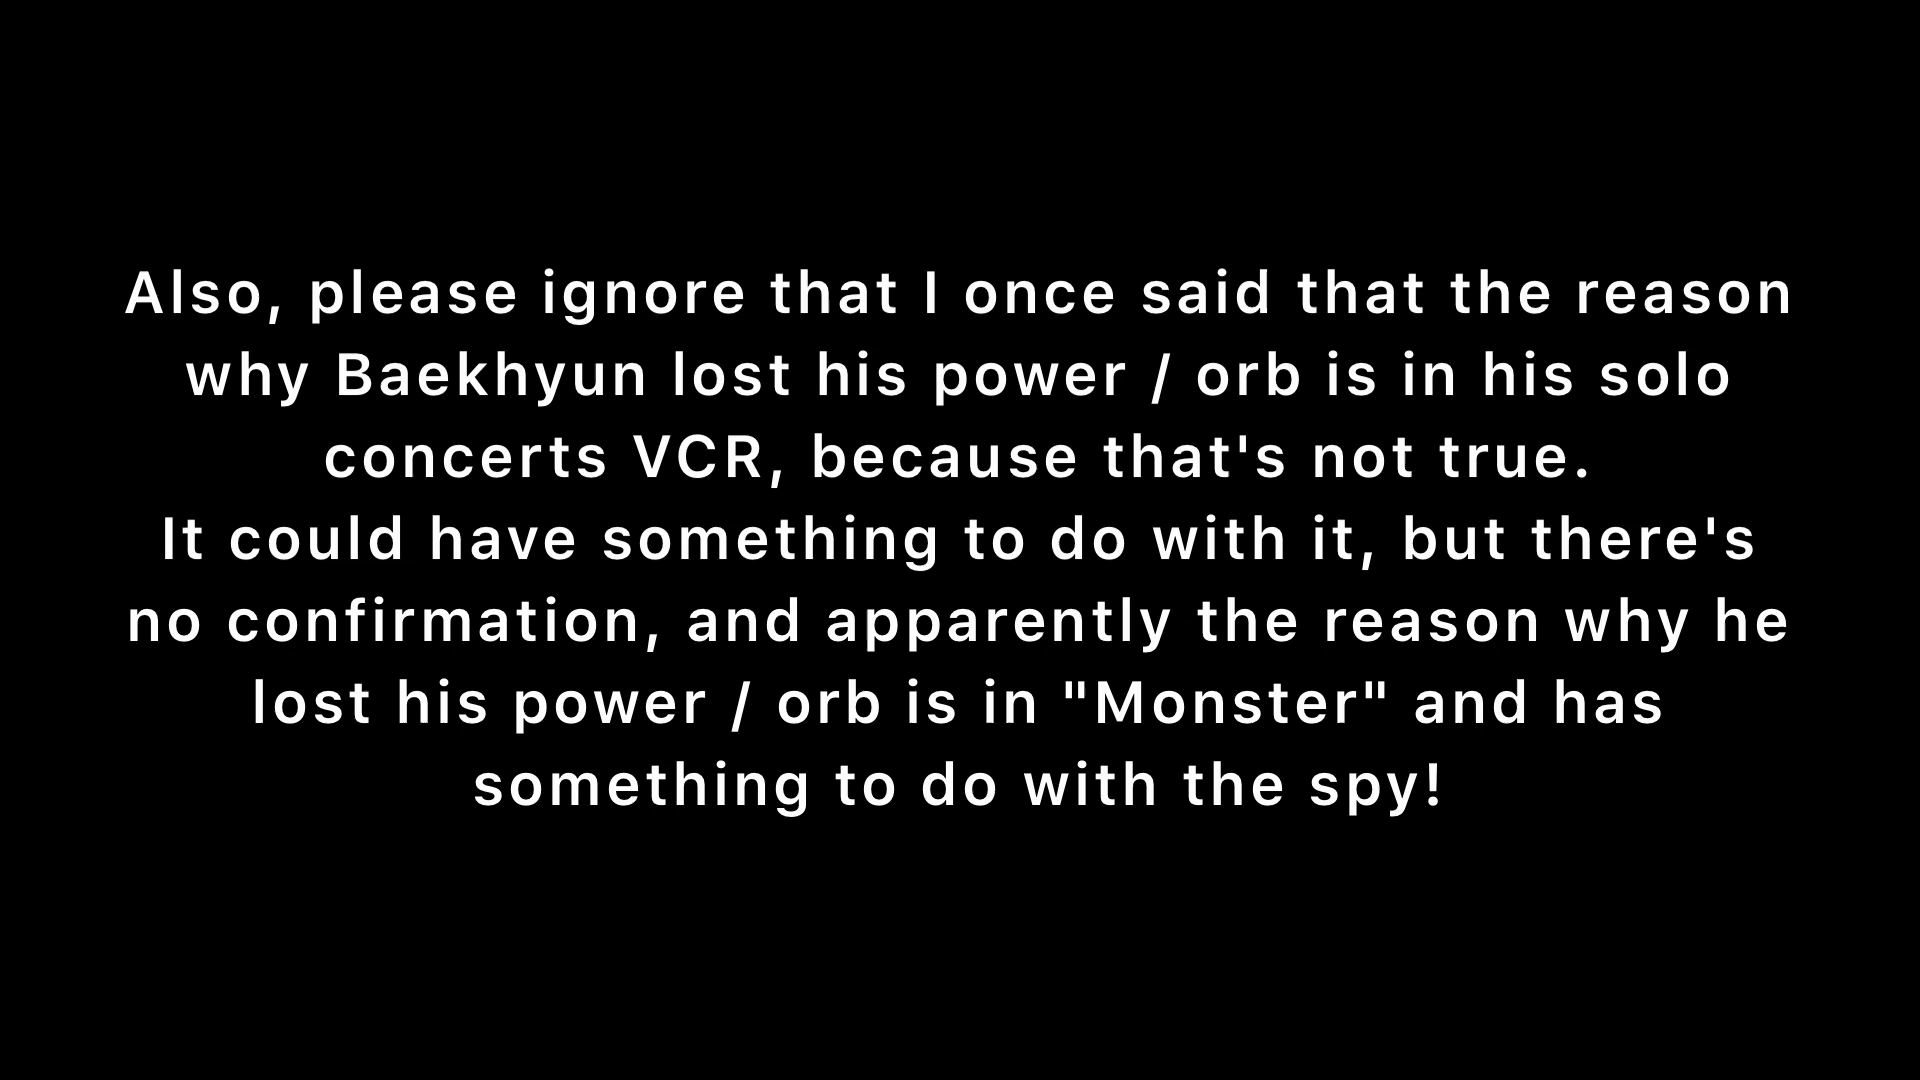 Also, please ignore that I once said that the reason
why Baekhyun lost his power / orb is in his solo
concerts VCR, because that's not true.
It could have something to do with it, but there's
no confirmation, and apparently the reason why he
lost his power / orb is in "Monster" and has
something to do with the spy!